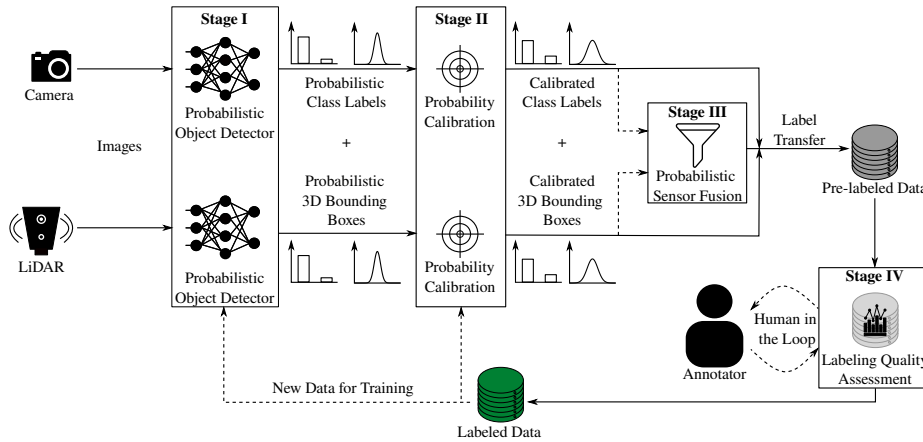 Stage I
Stage II
Camera
Images
LiDAR
Probabilistic
Object Detector
Probabilistic
Object Detector
Probabilistic
Class Labels
+
Probabilistic
3D Bounding
Boxes
Probability
Calibration
Probability
Calibration
Calibrated
Class Labels
+
Calibrated
3D Bounding
Boxes
Stage III
Probabilistic
Sensor Fusion
Label
Transfer
Pre-labeled Data
Stage IV
Labeling Quality
Assessment
Human in
the Loop
Annotator
New Data for Training
Labeled Data